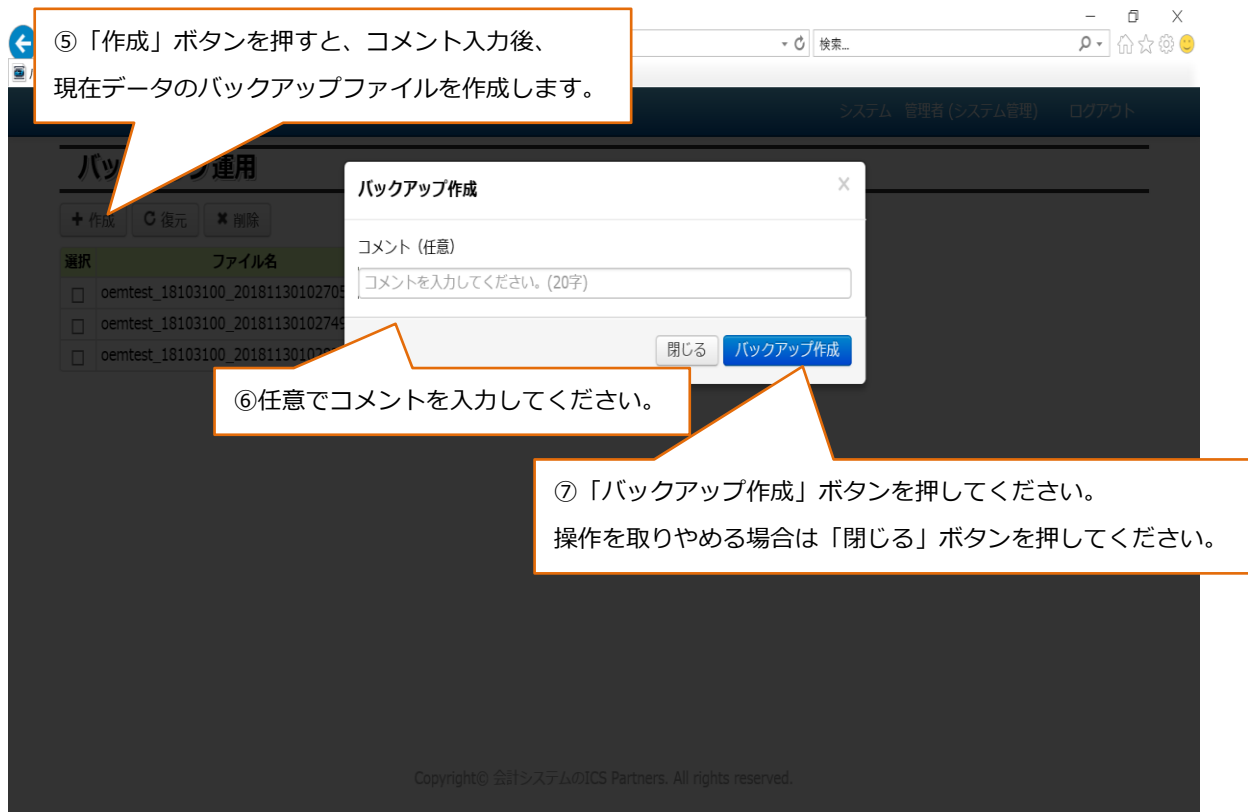 ⑤「作成」ボタンを押すと、コメント入力後、
現在データのバックアップファイルを作成します。
検索...
システム 管理者 (システム管理) ログアウト
運用
作成 復元 削除
選択 ファイル名
oemtest_18103100_20181130102705
oemtest_18103100_20181130102749
oemtest_18103100_2018113010
バックアップ作成
コメント（任意）
コメントを入力してください。(20字)
閉じる バックアップ作成
⑥任意でコメントを入力してください。
⑦「バックアップ作成」ボタンを押してください。
操作を取りやめる場合は「閉じる」ボタンを押してください。
Copyright© 会計システムのICS Partners. All rights reserved.